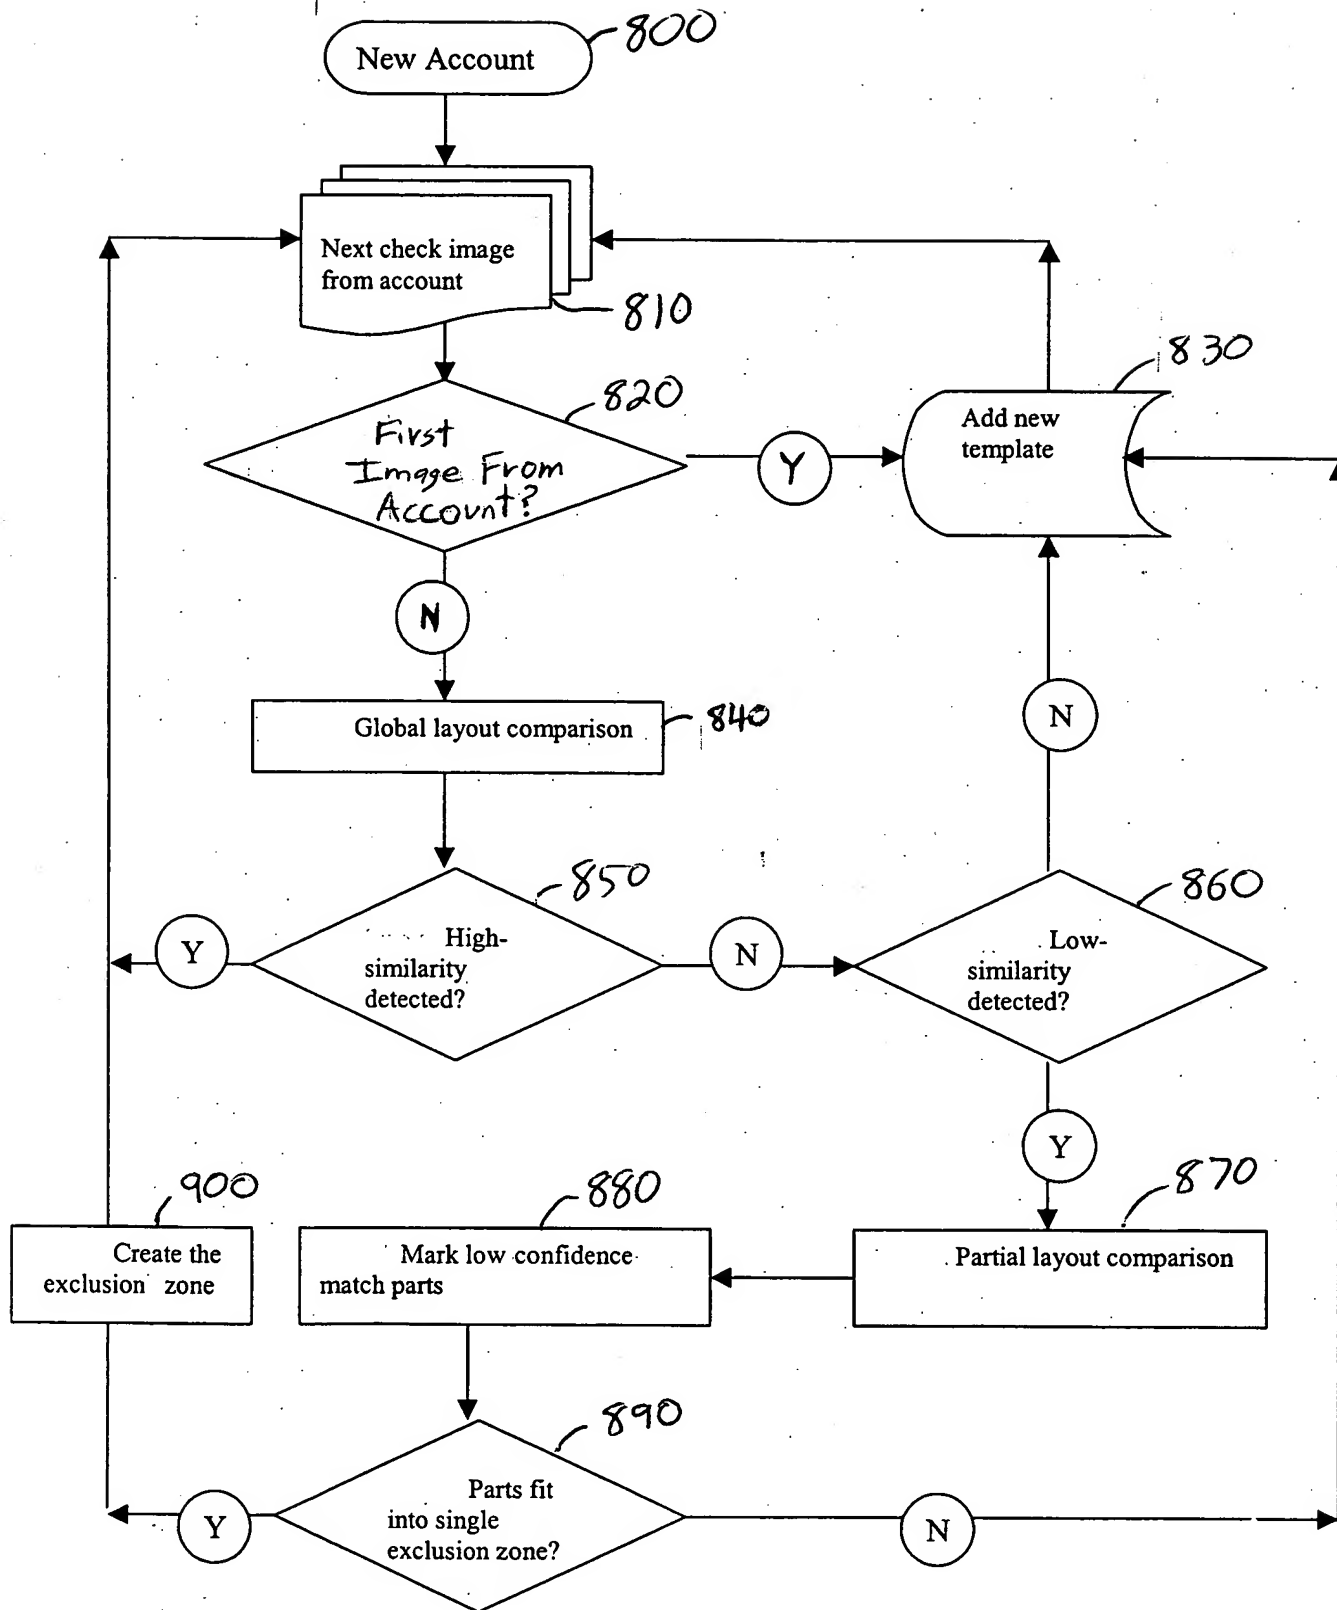 New Account
800
Next check image
from account
810
820
First
Image From
Account?
Y
830
Add new
template
N
N
Global layout comparison
840
850
High-
similarity
detected?
Y
N
860
Low-
similarity
detected?
Y
900
Create the
exclusion zone
880
Mark low confidence
match parts
870
Partial layout comparison
890
Parts fit
into single
exclusion zone?
Y
N